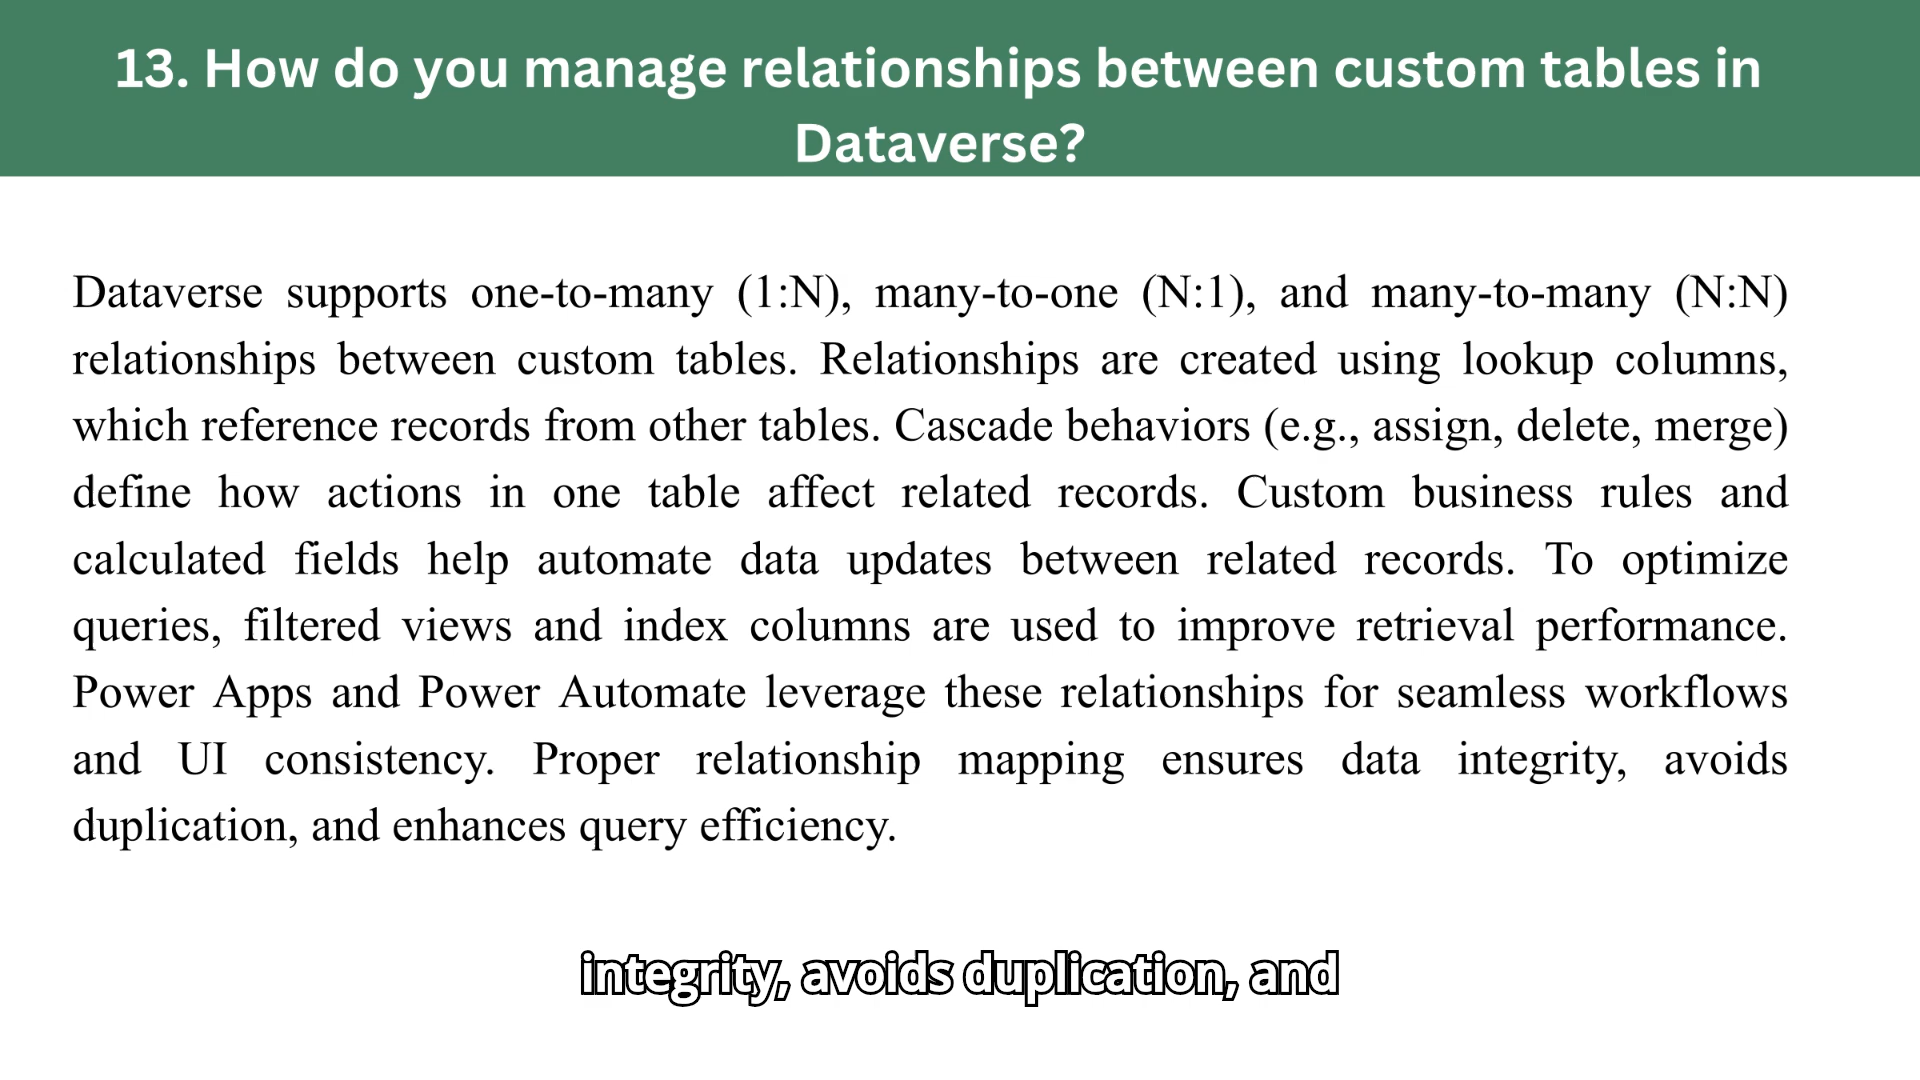 13. How do you manage relationships between custom tables in
Dataverse?
Dataverse supports one-to-many (1:N), many-to-one (N:1), and many-to-many (N:N)
relationships between custom tables. Relationships are created using lookup columns,
which reference records from other tables. Cascade behaviors (e.g., assign, delete, merge)
define how actions in one table affect related records. Custom business rules and
calculated fields help automate data updates between related records. To optimize
queries, filtered views and index columns are used to improve retrieval performance.
Power Apps and Power Automate leverage these relationships for seamless workflows
and UI consistency. Proper relationship mapping ensures data integrity, avoids
duplication, and enhances query efficiency.
integrity, avoids duplication, and